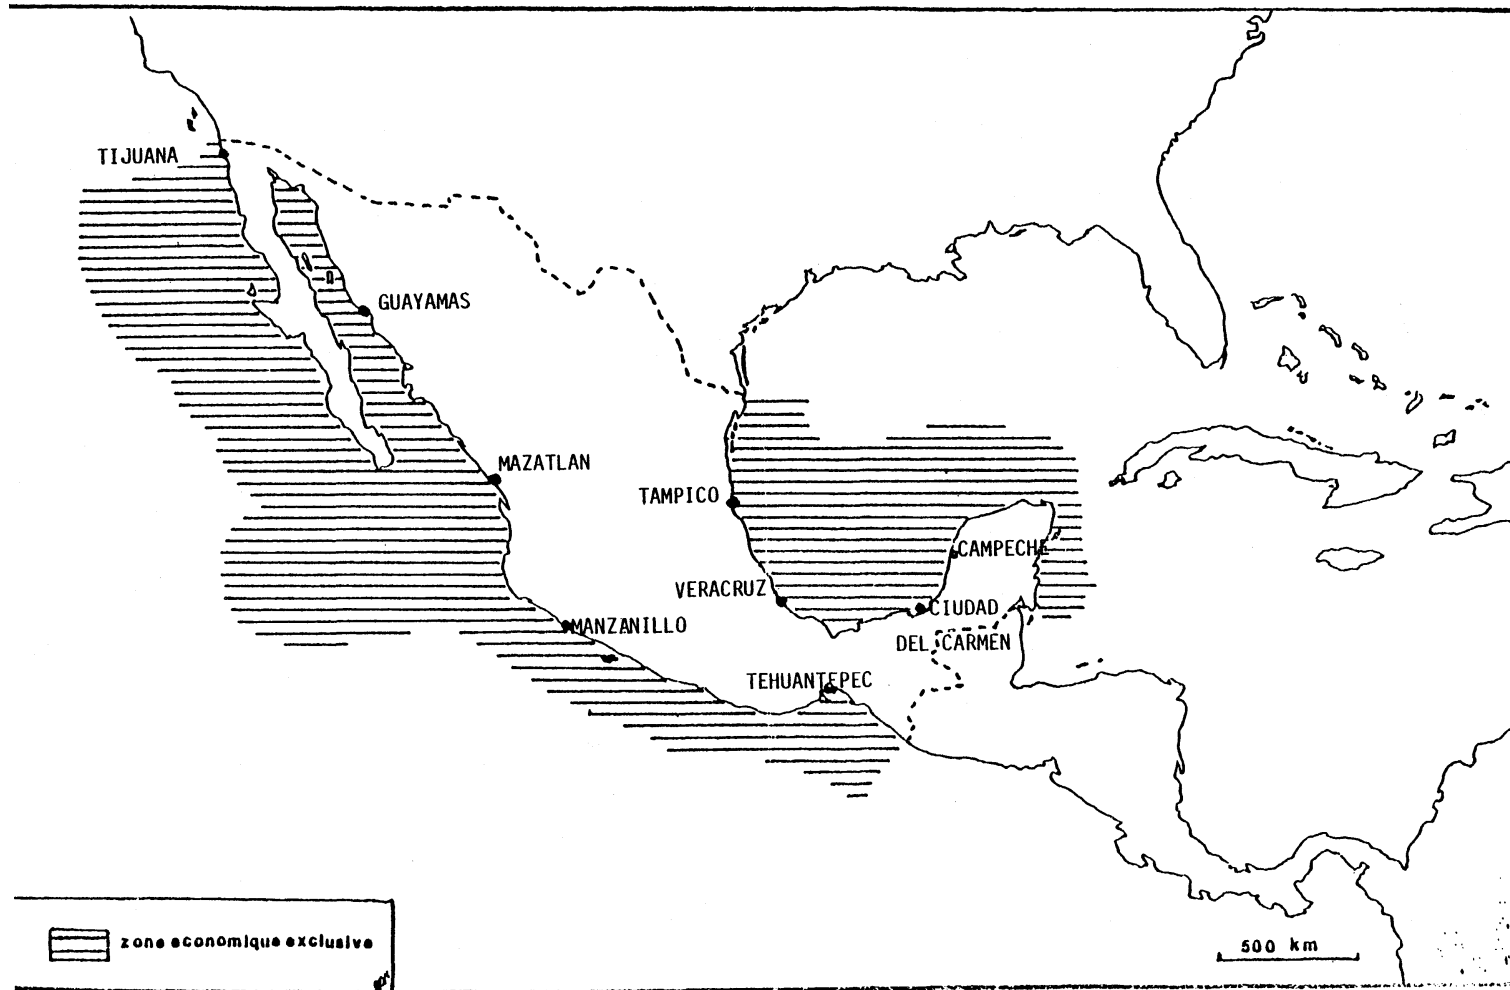 TIJUANA
GUAYAMAS
MAZATLAN
TAMPICO
CAMPECHE
VERACRUZ
CIUDAD
DEL CARMEN
MANZANILLO
TEHUANTEPEC
zone economique exclusive
500 km